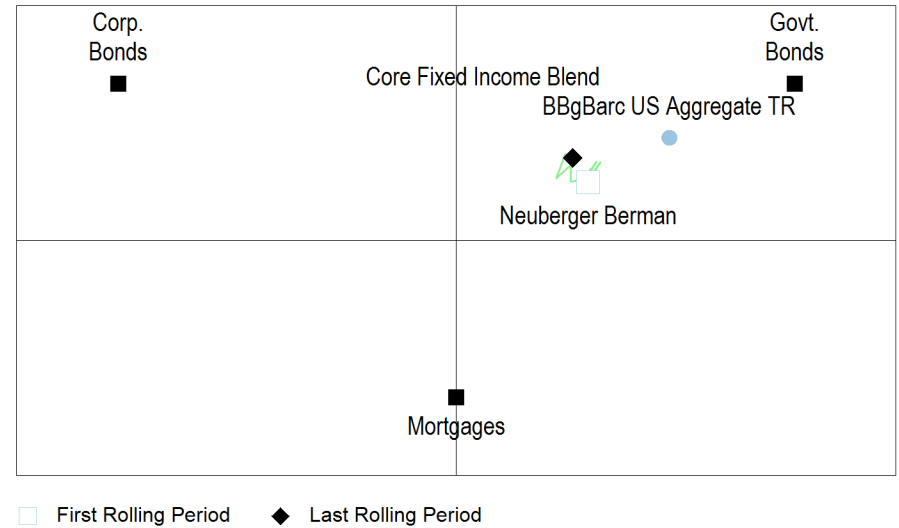 Corp.
Bonds
Govt.
Bonds
Core Fixed Income Blend
BBgBarc US Aggregate TR
Neuberger Berman
Mortgages
First Rolling Period
Last Rolling Period